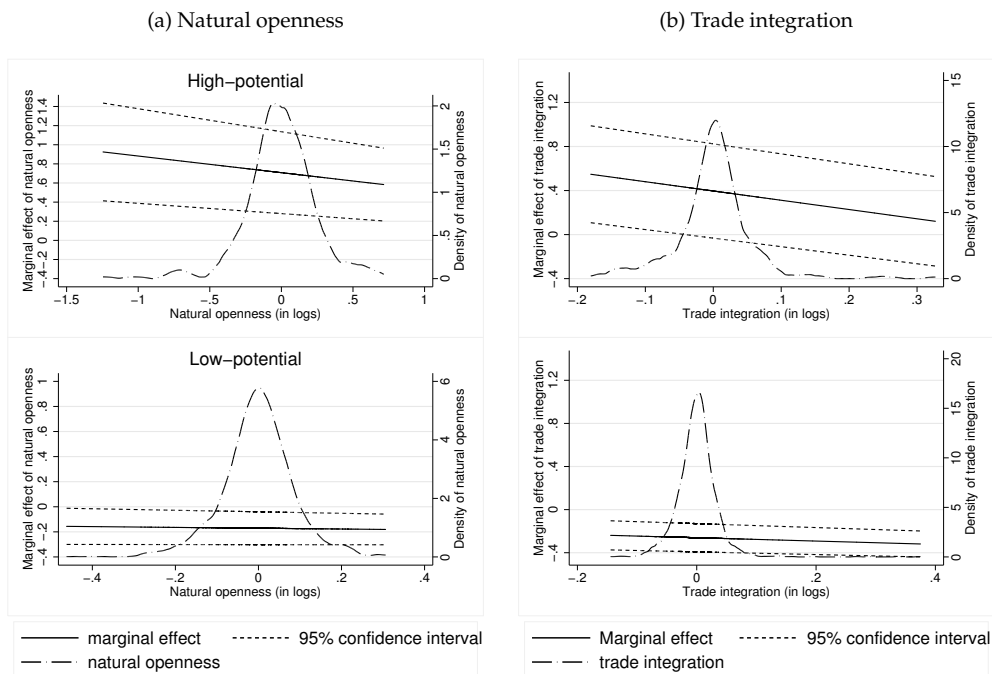 (a) Natural openness
(b) Trade integration
High−potential
Marginal effect of natural openness
−.4 −.2 0 .2 .4 .6 .8 1 1.2 1.4
Density of natural openness
0 .5 1 1.5 2
−1.5 −1 −.5 0 .5 1
Natural openness (in logs)
Marginal effect of trade integration
−.4 0 .4 .8 1.2
Density of trade integration
0 5 10 15
−.2 −.1 0 .1 .2 .3
Trade integration (in logs)
Low−potential
Marginal effect of natural openness
−.4 −.2 0 .2 .4 .6 .8 1
Density of natural openness
0 2 4 6
−.4 −.2 0 .2 .4
Natural openness (in logs)
Marginal effect of trade integration
−.4 0 .4 .8 1.2
Density of trade integration
0 5 10 15 20
−.2 0 .2 .4
Trade integration (in logs)
marginal effect 95% confidence interval
natural openness
Marginal effect 95% confidence interval
trade integration